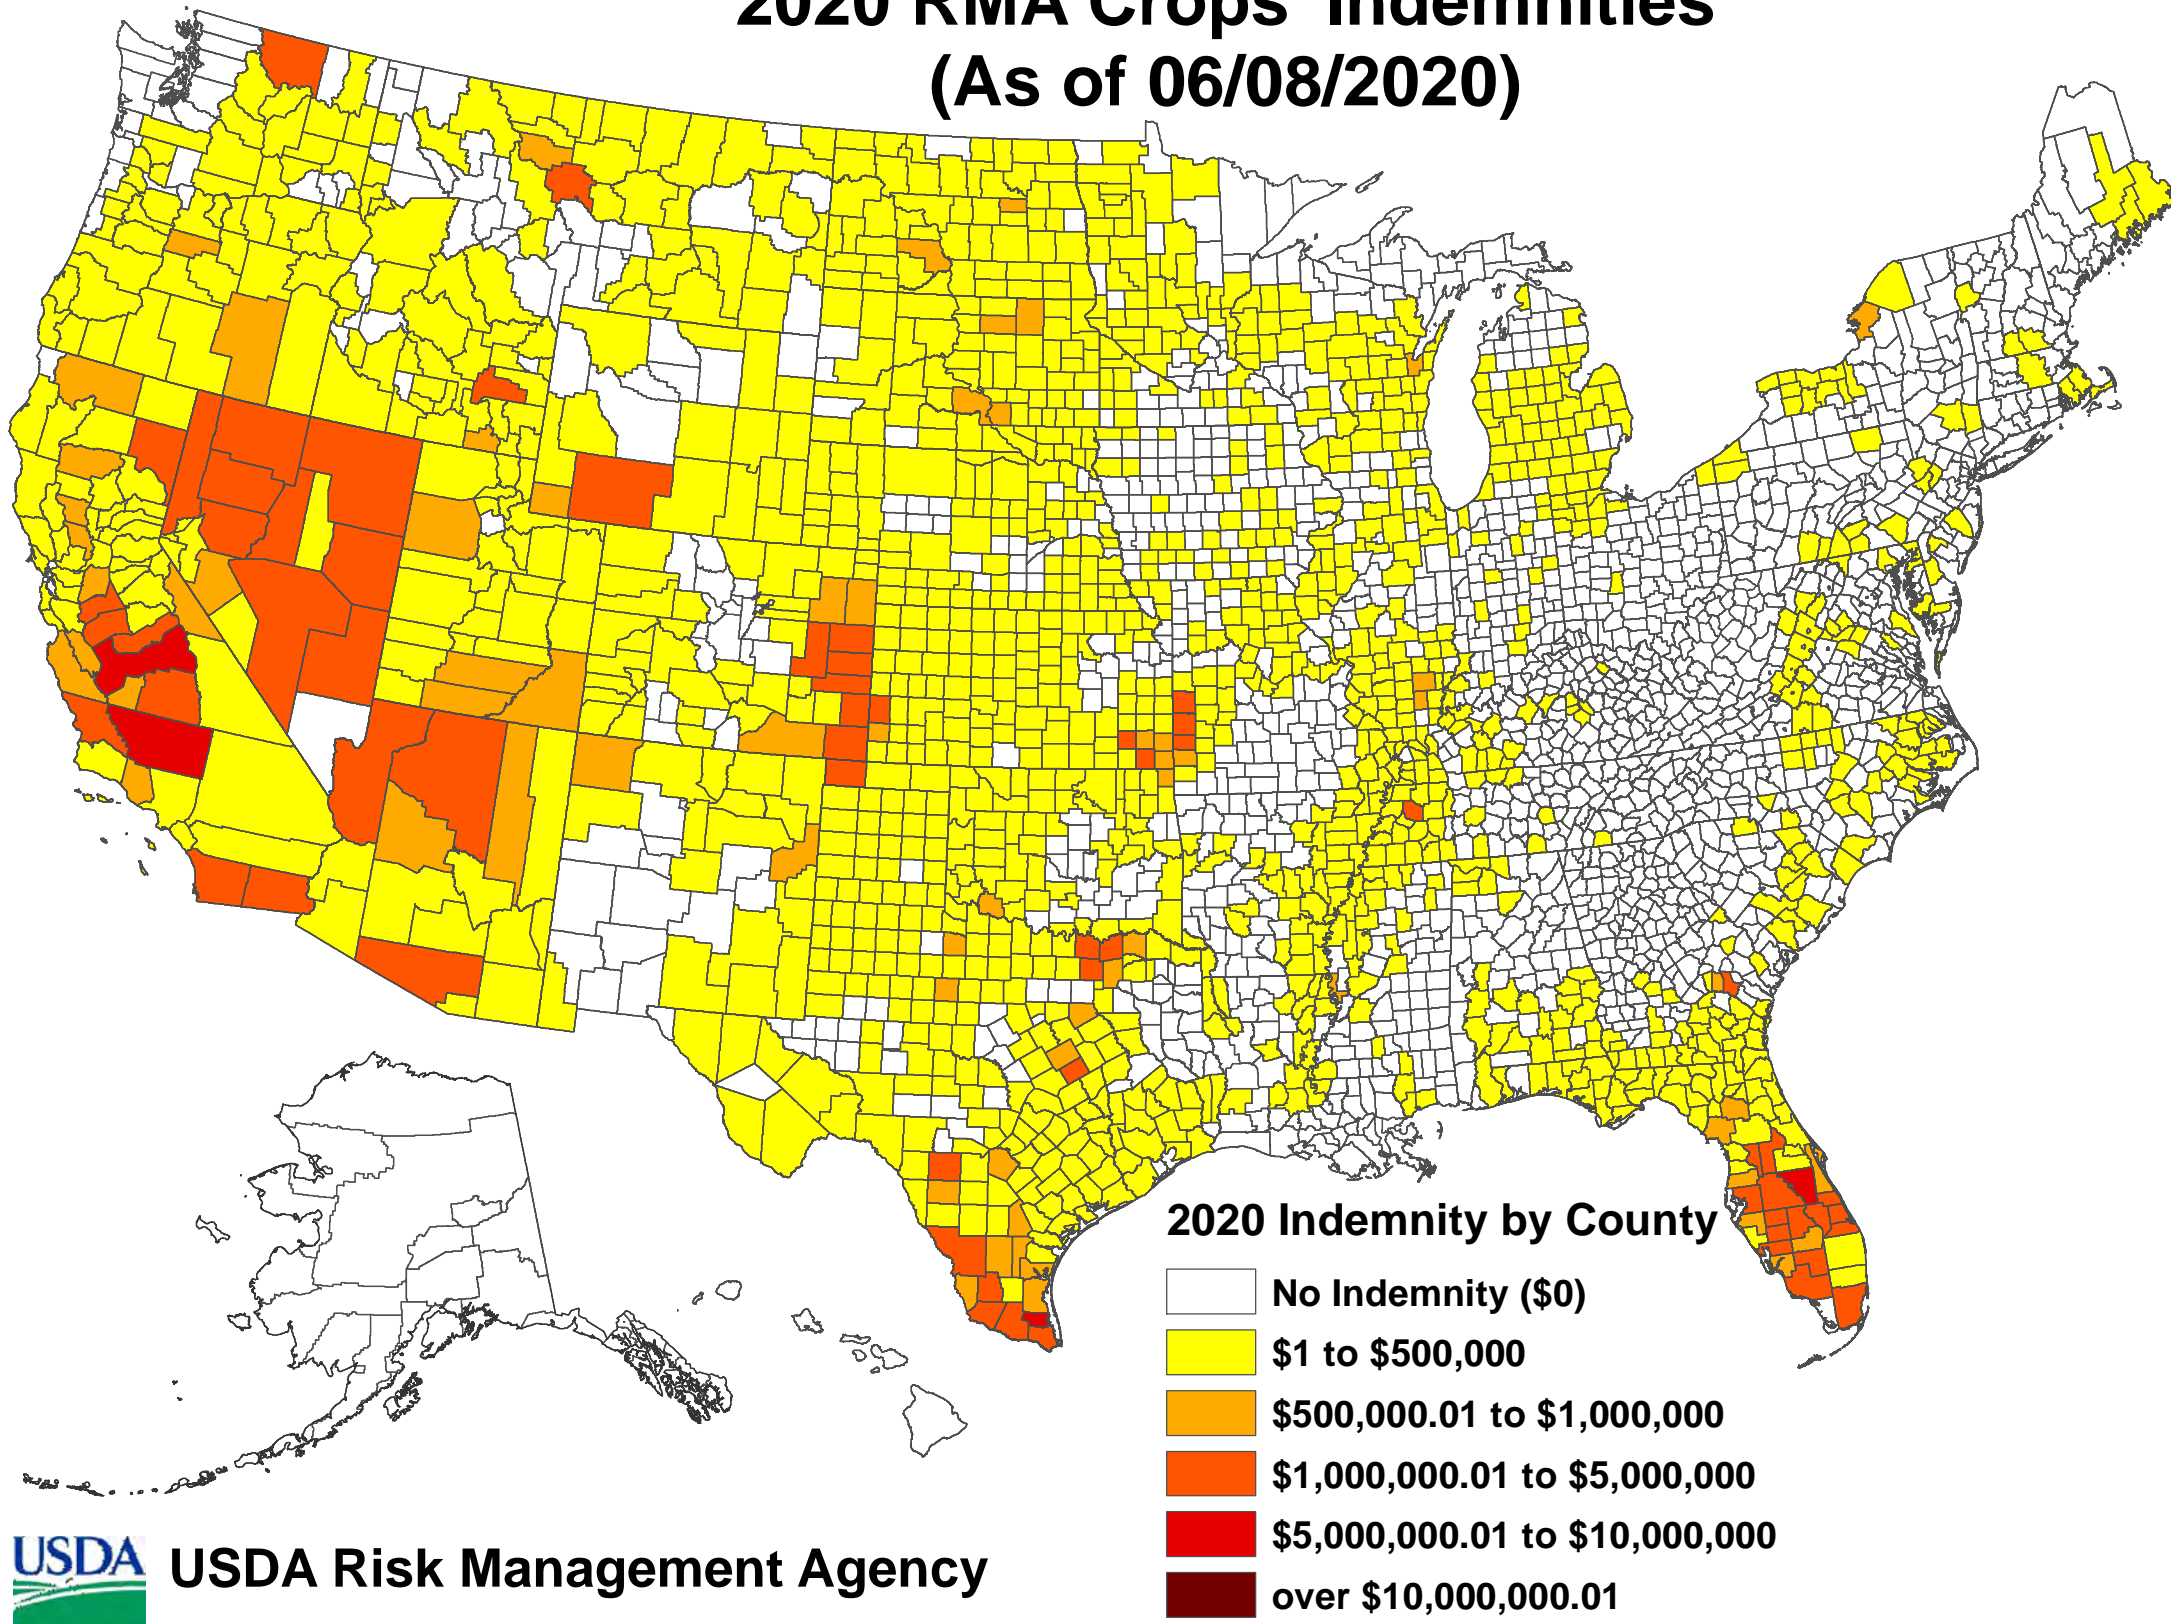 2020 RMA Crops' Indemnities
(As of 06/08/2020)
2020 Indemnity by County
No Indemnity ($0)
$1 to $500,000
$500,000.01 to $1,000,000
$1,000,000.01 to $5,000,000
$5,000,000.01 to $10,000,000
over $10,000,000.01
USDA
USDA Risk Management Agency